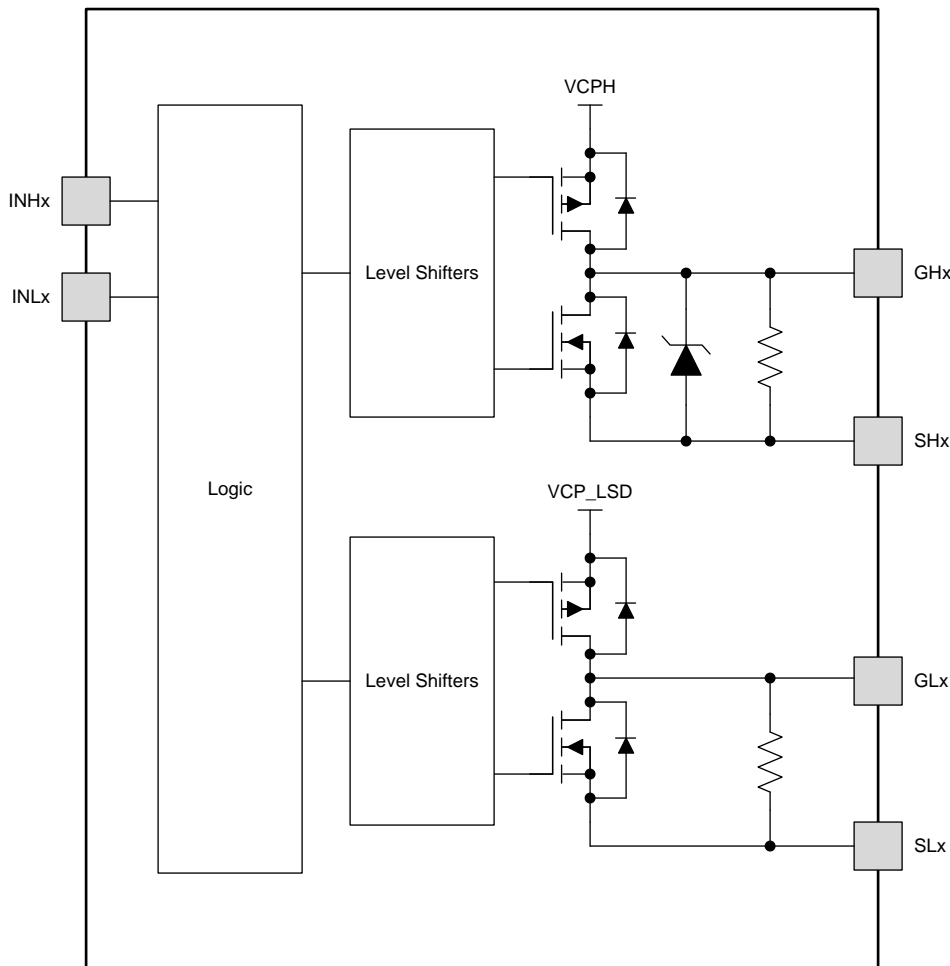 VCPH
INHx
INLx
Level Shifters
GHx
SHx
Logic
VCP_LSD
Level Shifters
GLx
SLx